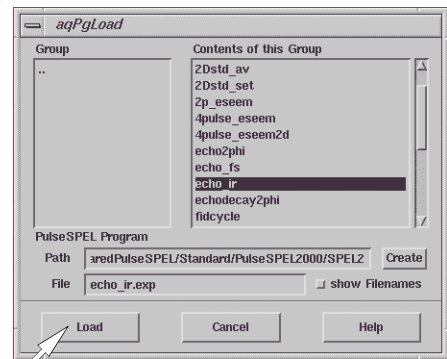 aqPgLoad
Group
Contents of this Group
..
2Dstd_av
2Dstd_set
2p_eseem
4pulse_eseem
4pulse_eseem2d
echo2phi
echo_fs
echo_ir
echodecay2phi
fidcycle
PulseSPEL Program
Path aredPulseSPEL/Standard/PulseSPEL2000/SPEL2 Create
File echo_ir.exp show Filenames
Load Cancel Help